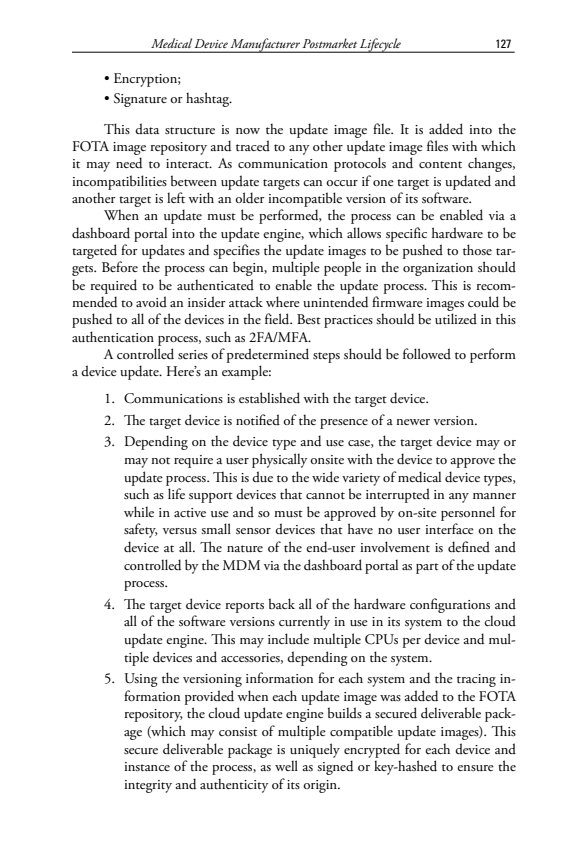 Medical Device Manufacturer Postmarket Lifecycle 127
• Encryption;
• Signature or hashtag.
This data structure is now the update image file. It is added into the
FOTA image repository and traced to any other update image files with which
it may need to interact. As communication protocols and content changes,
incompatibilities between update targets can occur if one target is updated and
another target is left with an older incompatible version of its software.
When an update must be performed, the process can be enabled via a
dashboard portal into the update engine, which allows specific hardware to be
targeted for updates and specifies the update images to be pushed to those tar-
gets. Before the process can begin, multiple people in the organization should
be required to be authenticated to enable the update process. This is recom-
mended to avoid an insider attack where unintended firmware images could be
pushed to all of the devices in the field. Best practices should be utilized in this
authentication process, such as 2FA/MFA.
A controlled series of predetermined steps should be followed to perform
a device update. Here's an example:
1. Communications is established with the target device.
2. The target device is notified of the presence of a newer version.
3. Depending on the device type and use case, the target device may or
may not require a user physically onsite with the device to approve the
update process. This is due to the wide variety of medical device types,
such as life support devices that cannot be interrupted in any manner
while in active use and so must be approved by on-site personnel for
safety, versus small sensor devices that have no user interface on the
device at all. The nature of the end-user involvement is defined and
controlled by the MDM via the dashboard portal as part of the update
process.
4. The target device reports back all of the hardware configurations and
all of the software versions currently in use in its system to the cloud
update engine. This may include multiple CPUs per device and mul-
tiple devices and accessories, depending on the system.
5. Using the versioning information for each system and the tracing in-
formation provided when each update image was added to the FOTA
repository, the cloud update engine builds a secured deliverable pack-
age (which may consist of multiple compatible update images). This
secure deliverable package is uniquely encrypted for each device and
instance of the process, as well as signed or key-hashed to ensure the
integrity and authenticity of its origin.